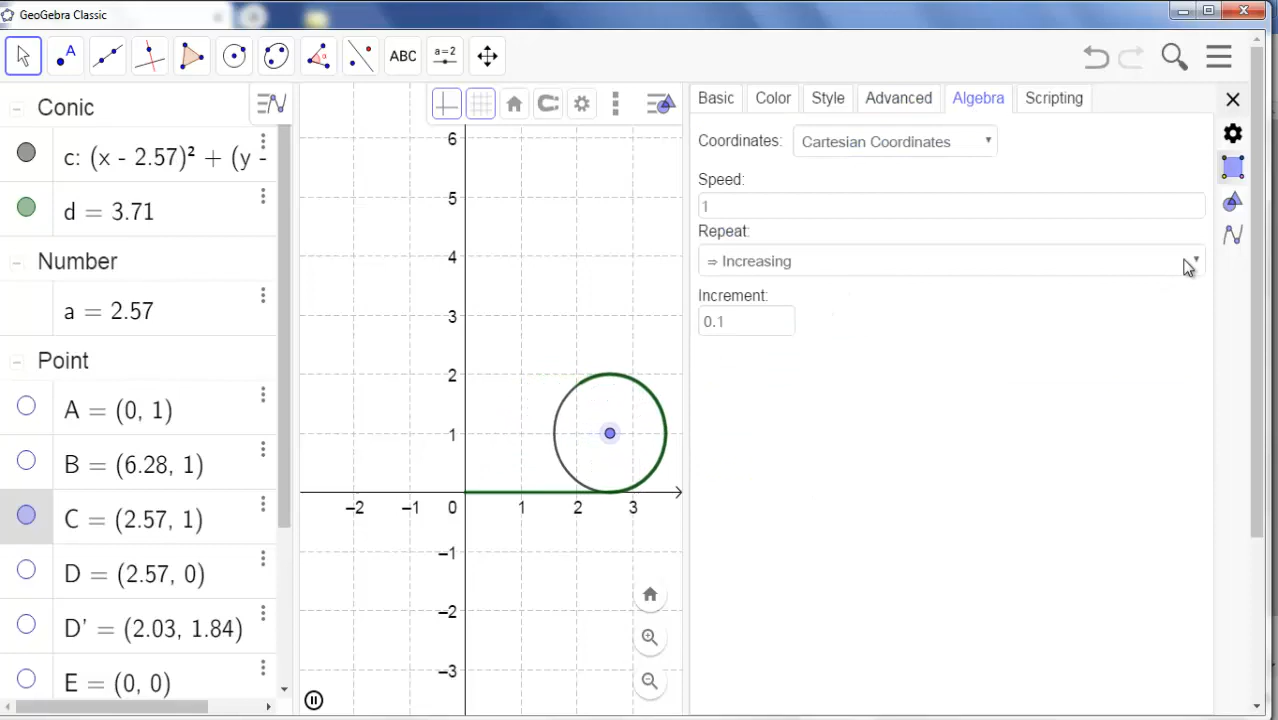 GeoGebra Classic
A
ABC
a=2
Conic
c: (x - 2.57)² + (y -
d = 3.71
Number
a = 2.57
Point
A = (0, 1)
B = (6.28, 1)
C = (2.57, 1)
D = (2.57, 0)
D' = (2.03, 1.84)
E = (0, 0)
6
5
4
3
2
1
0
–1
–2
–3
–2 –1 1 2 3
Basic Color Style Advanced Algebra Scripting
Coordinates: Cartesian Coordinates
Speed:
1
Repeat:
⇒ Increasing
Increment:
0.1